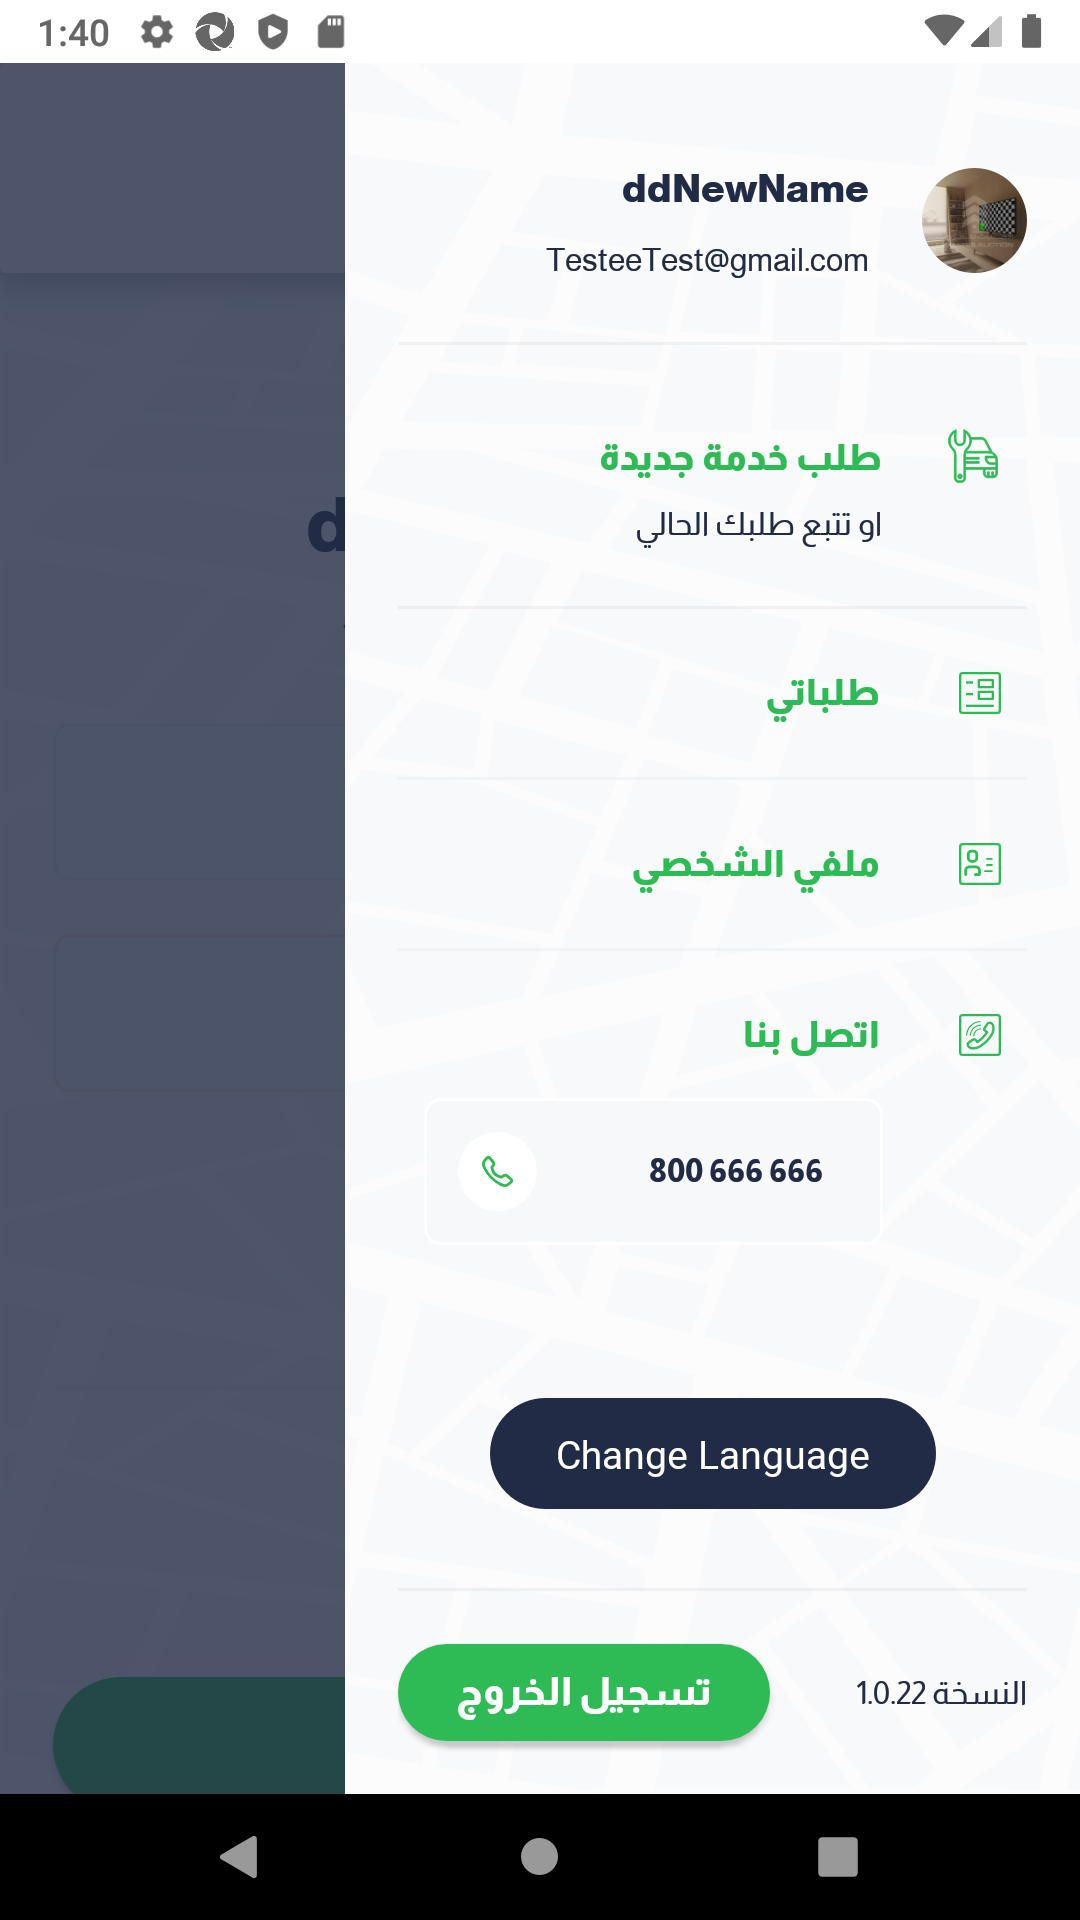 1:40
ddNewName
TesteeTest@gmail.com
طلب خدمة جديدة
او تتبع طلبك الحالي
طلباتي
ملفي الشخصي
اتصل بنا
800 666 666
Change Language
النسخة 1.0.22
تسجيل الخروج